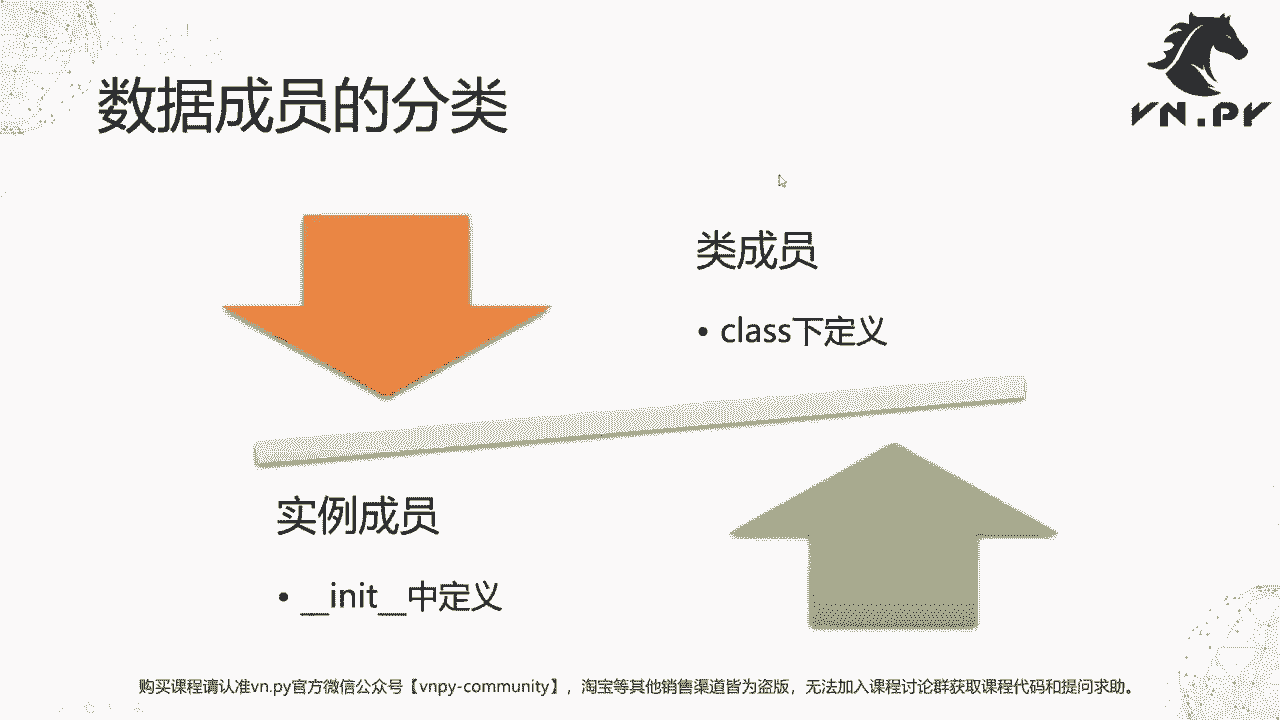 数据成员的分类
VN.PY
类成员
• class下定义
实例成员
• __init__中定义
购买课程请认准vn.py官方微信公众号【vnpy-community】，淘宝等其他销售渠道皆为盗版，无法加入课程讨论群获取课程代码和提问求助。